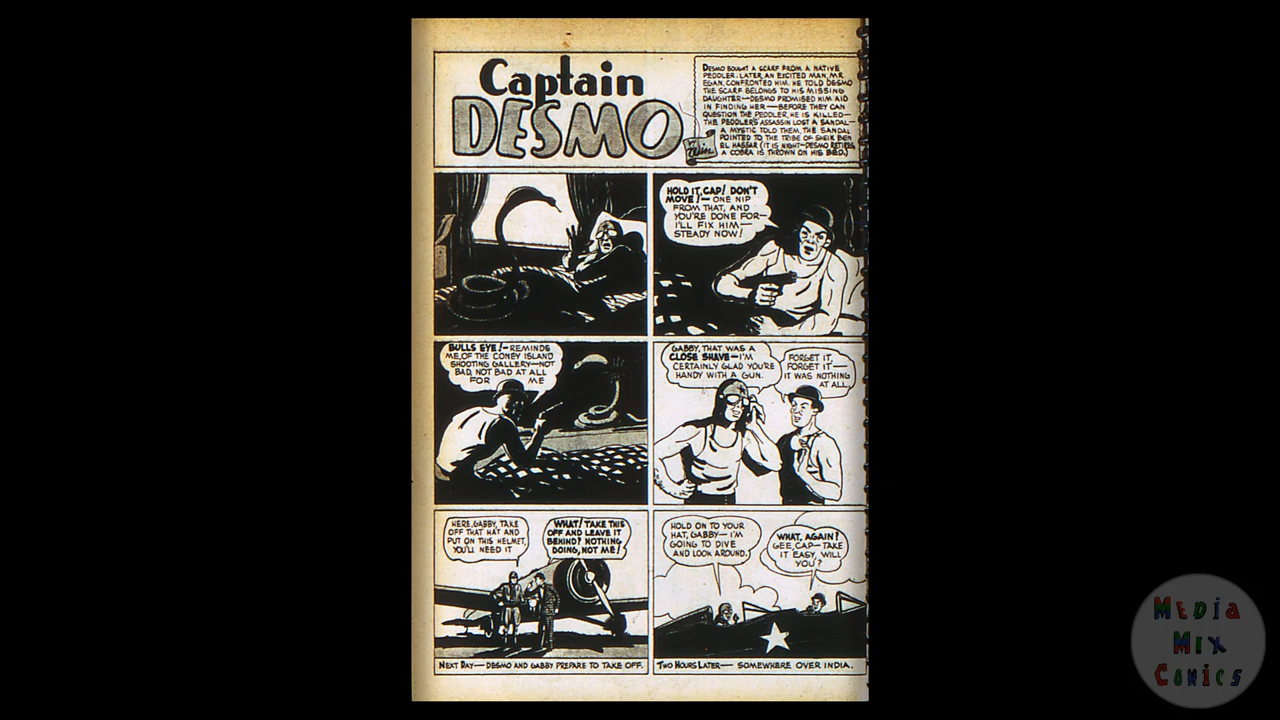 Captain
DESMO
DESMO BOUGHT A SCARF FROM A NATIVE
PEDDLER. LATER, AN EXCITED MAN, MR.
EGAN, CONFRONTED HIM. HE TOLD DESMO
THE SCARF BELONGS TO HIS MISSING
DAUGHTER—DESMO PROMISED HIM AID
IN FINDING HER—BEFORE THEY CAN
QUESTION THE PEDDLER, HE IS KILLED—
THE PEDDLER'S ASSASSIN LOST A SANDAL—
A MYSTIC TOLD THEM, THE SANDAL
POINTED TO THE TRIBE OF SHEIK BEN
EL HASSAR (IT IS NIGHT—DESMO RETIRES,
A COBRA IS THROWN ON HIS BED.)
HOLD IT, CAP! DON'T
MOVE!—ONE NIP
FROM THAT, AND
YOU'RE DONE FOR—
I'LL FIX HIM—
STEADY NOW!
BULLS EYE!—REMINDS
ME, OF THE CONEY ISLAND
SHOOTING GALLERY—NOT
BAD, NOT BAD AT ALL
FOR ME
GABBY, THAT WAS A
CLOSE SHAVE—I'M
CERTAINLY GLAD YOU'RE
HANDY WITH A GUN.
FORGET IT,
FORGET IT—
IT WAS NOTHING
AT ALL.
HERE, GABBY, TAKE
OFF THAT HAT AND
PUT ON THIS HELMET,
YOU'LL NEED IT
WHAT! TAKE THIS
OFF AND LEAVE IT
BEHIND? NOTHING
DOING, NOT ME!
NEXT DAY—DESMO AND GABBY PREPARE TO TAKE OFF.
HOLD ON TO YOUR
HAT, GABBY—I'M
GOING TO DIVE
AND LOOK AROUND.
WHAT, AGAIN?
GEE, CAP—TAKE
IT EASY, WILL
YOU?
TWO HOURS LATER—SOMEWHERE OVER INDIA.
MEDiA
MiX
COMiCS